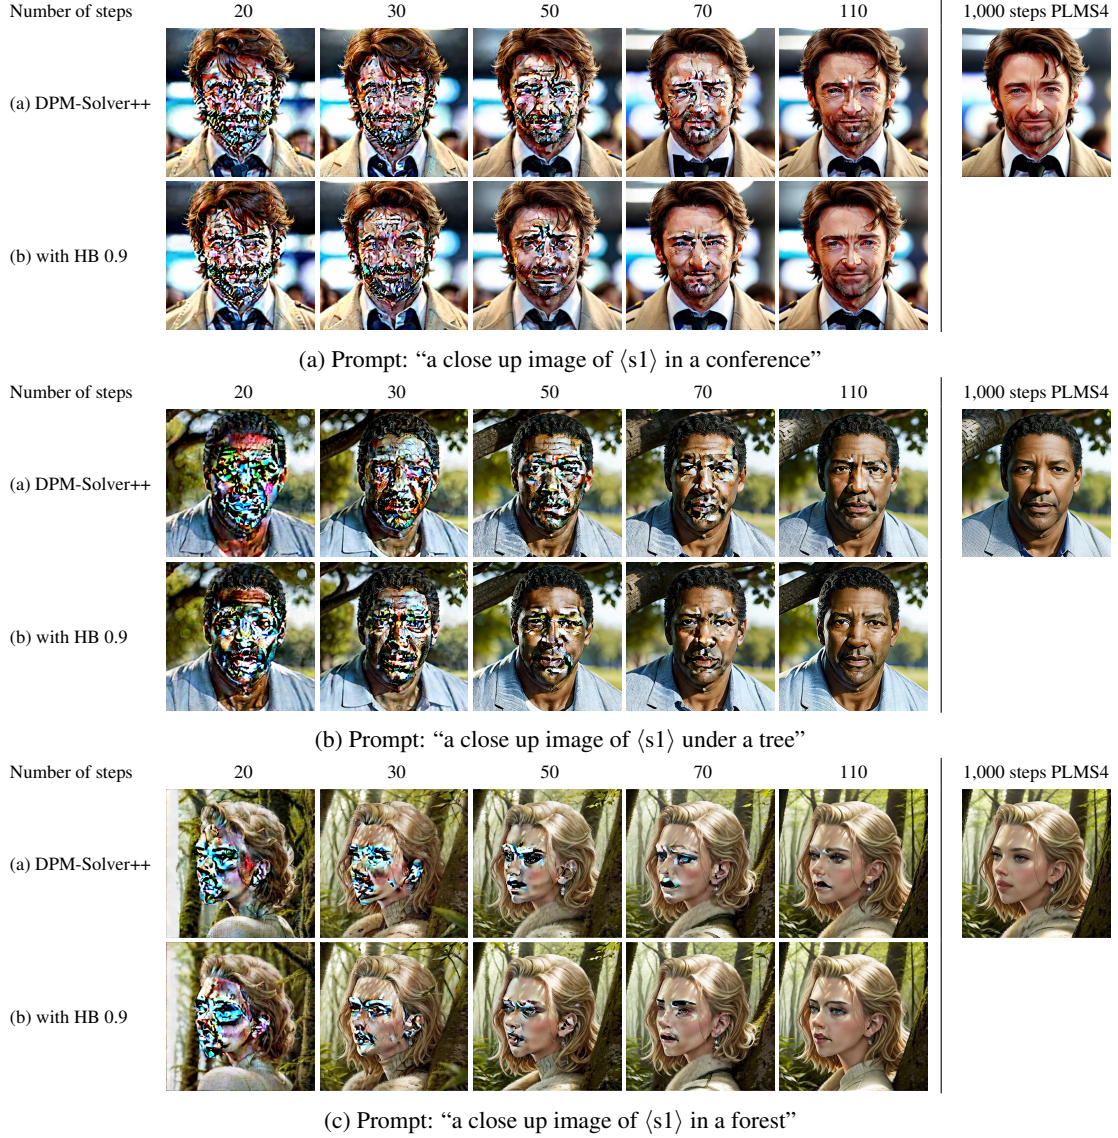 Number of steps 20 30 50 70 110 1,000 steps PLMS4
(a) DPM-Solver++
(b) with HB 0.9
(a) Prompt: “a close up image of ⟨s1⟩ in a conference”
Number of steps 20 30 50 70 110 1,000 steps PLMS4
(a) DPM-Solver++
(b) with HB 0.9
(b) Prompt: “a close up image of ⟨s1⟩ under a tree”
Number of steps 20 30 50 70 110 1,000 steps PLMS4
(a) DPM-Solver++
(b) with HB 0.9
(c) Prompt: “a close up image of ⟨s1⟩ in a forest”